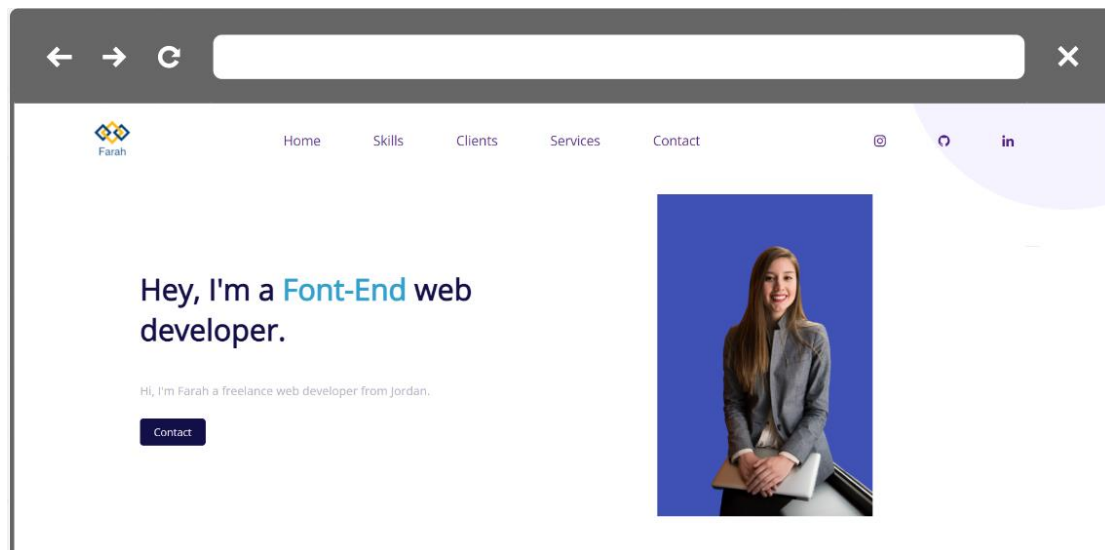 Farah
Home Skills Clients Services Contact
in
Hey, I'm a Font-End web
developer.
Hi, I'm Farah a freelance web developer from Jordan.
Contact